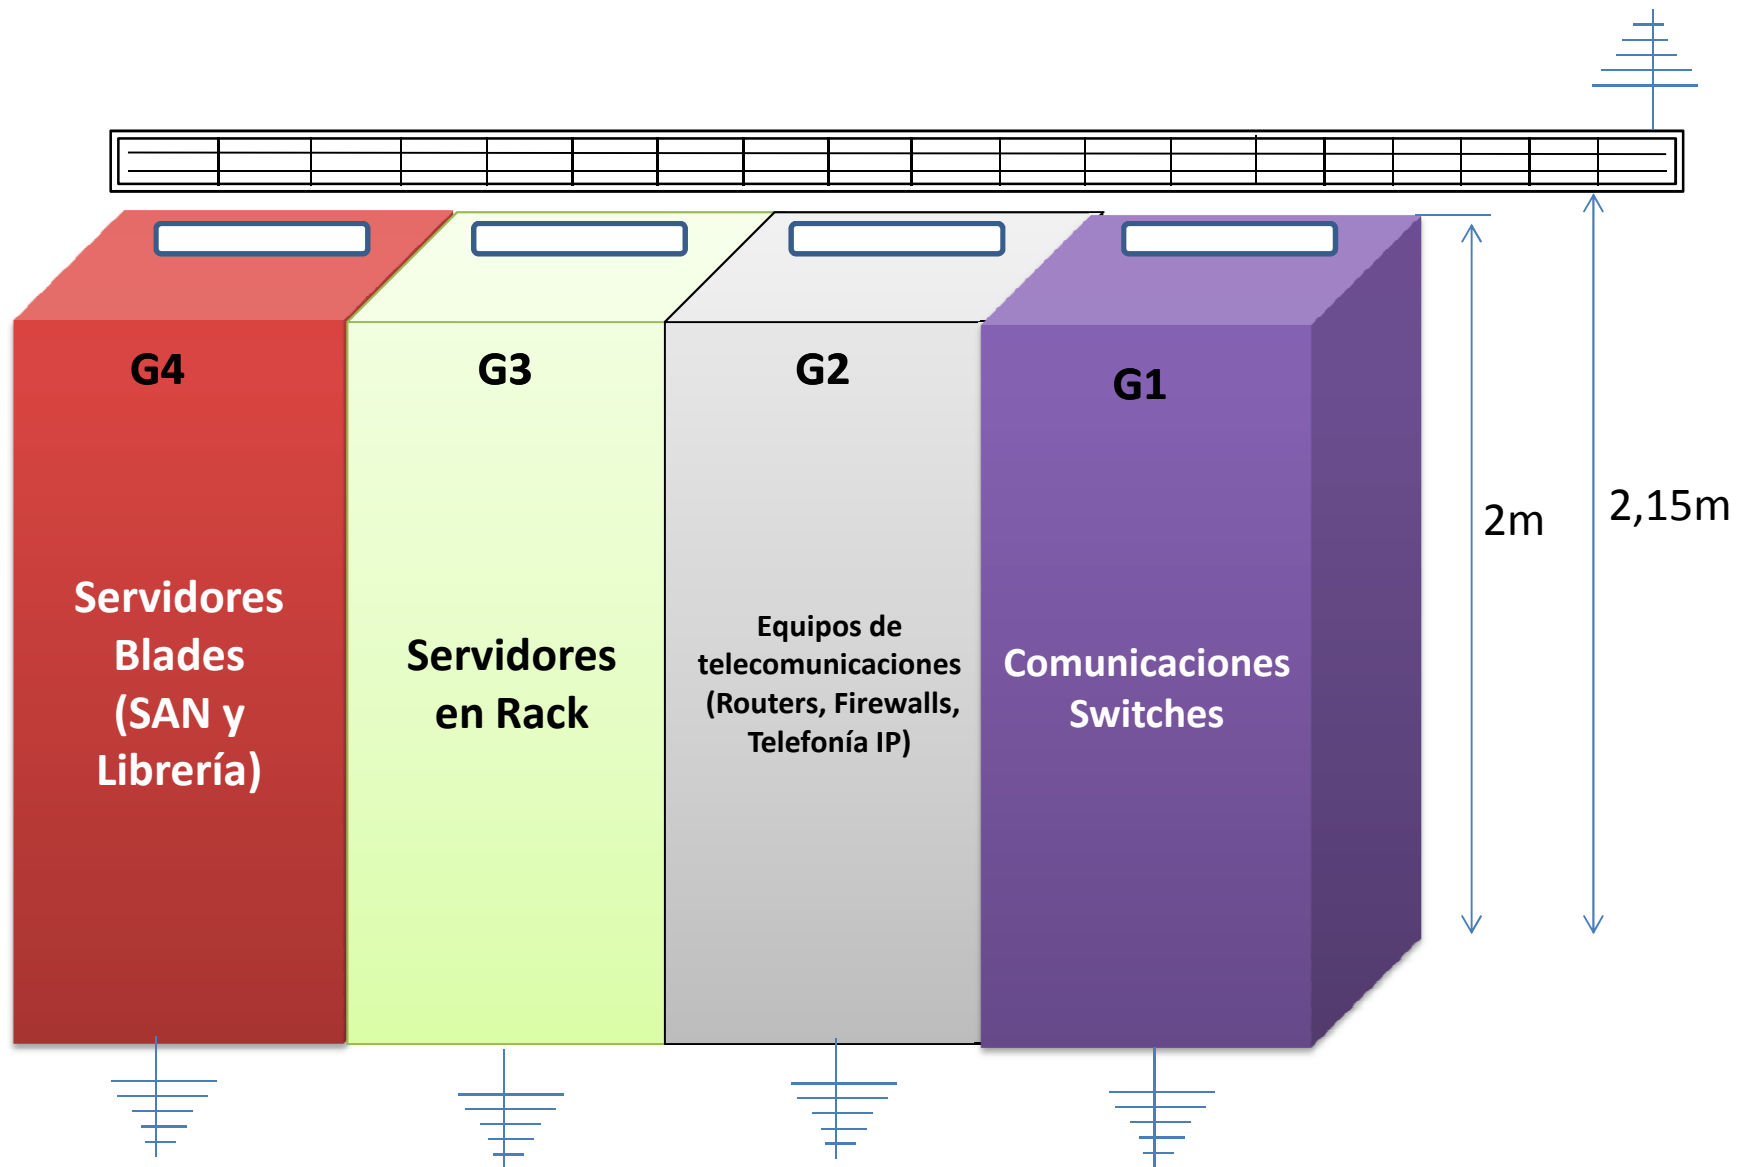 G4
Servidores
Blades
(SAN y
Librería)
G3
Servidores
en Rack
G2
Equipos de
telecomunicaciones
(Routers, Firewalls,
Telefonía IP)
G1
Comunicaciones
Switches
2m
2,15m